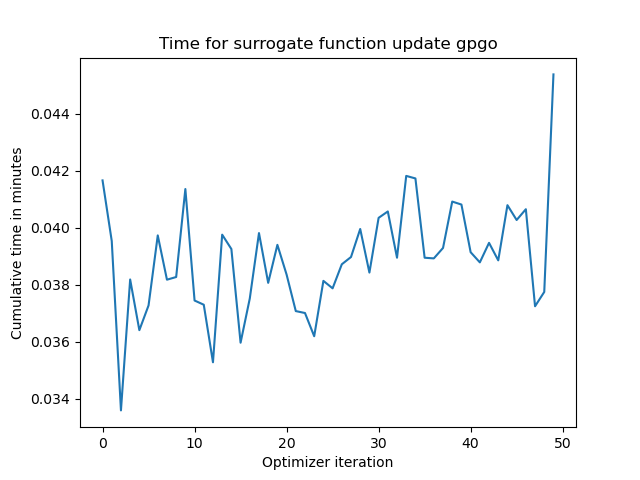 Time for surrogate function update gpgo
0.044
0.042
0.040
0.038
0.036
0.034
Cumulative time in minutes
0 10 20 30 40 50
Optimizer iteration